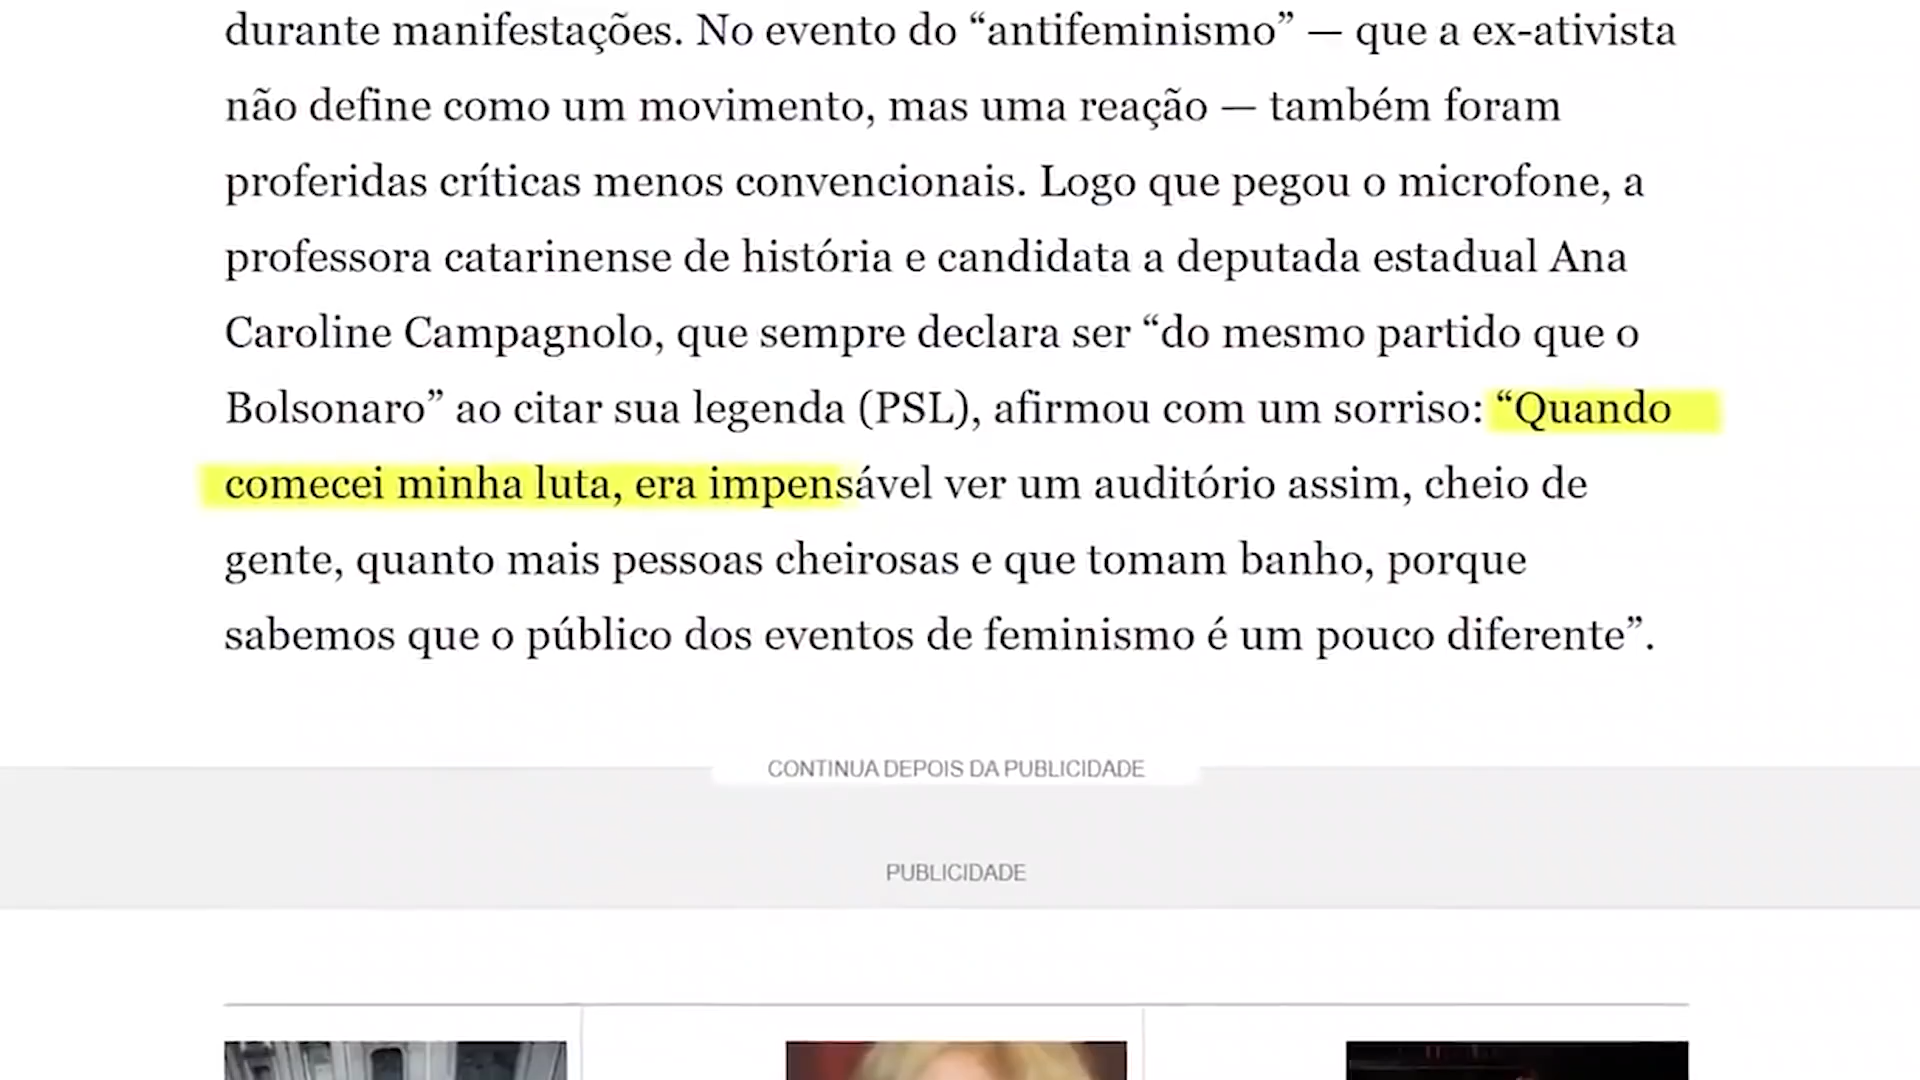 durante manifestações. No evento do “antifeminismo” — que a ex-ativista
não define como um movimento, mas uma reação — também foram
proferidas críticas menos convencionais. Logo que pegou o microfone, a
professora catarinense de história e candidata a deputada estadual Ana
Caroline Campagnolo, que sempre declara ser “do mesmo partido que o
Bolsonaro” ao citar sua legenda (PSL), afirmou com um sorriso: “Quando
comecei minha luta, era impensável ver um auditório assim, cheio de
gente, quanto mais pessoas cheirosas e que tomam banho, porque
sabemos que o público dos eventos de feminismo é um pouco diferente”.
CONTINUA DEPOIS DA PUBLICIDADE
PUBLICIDADE